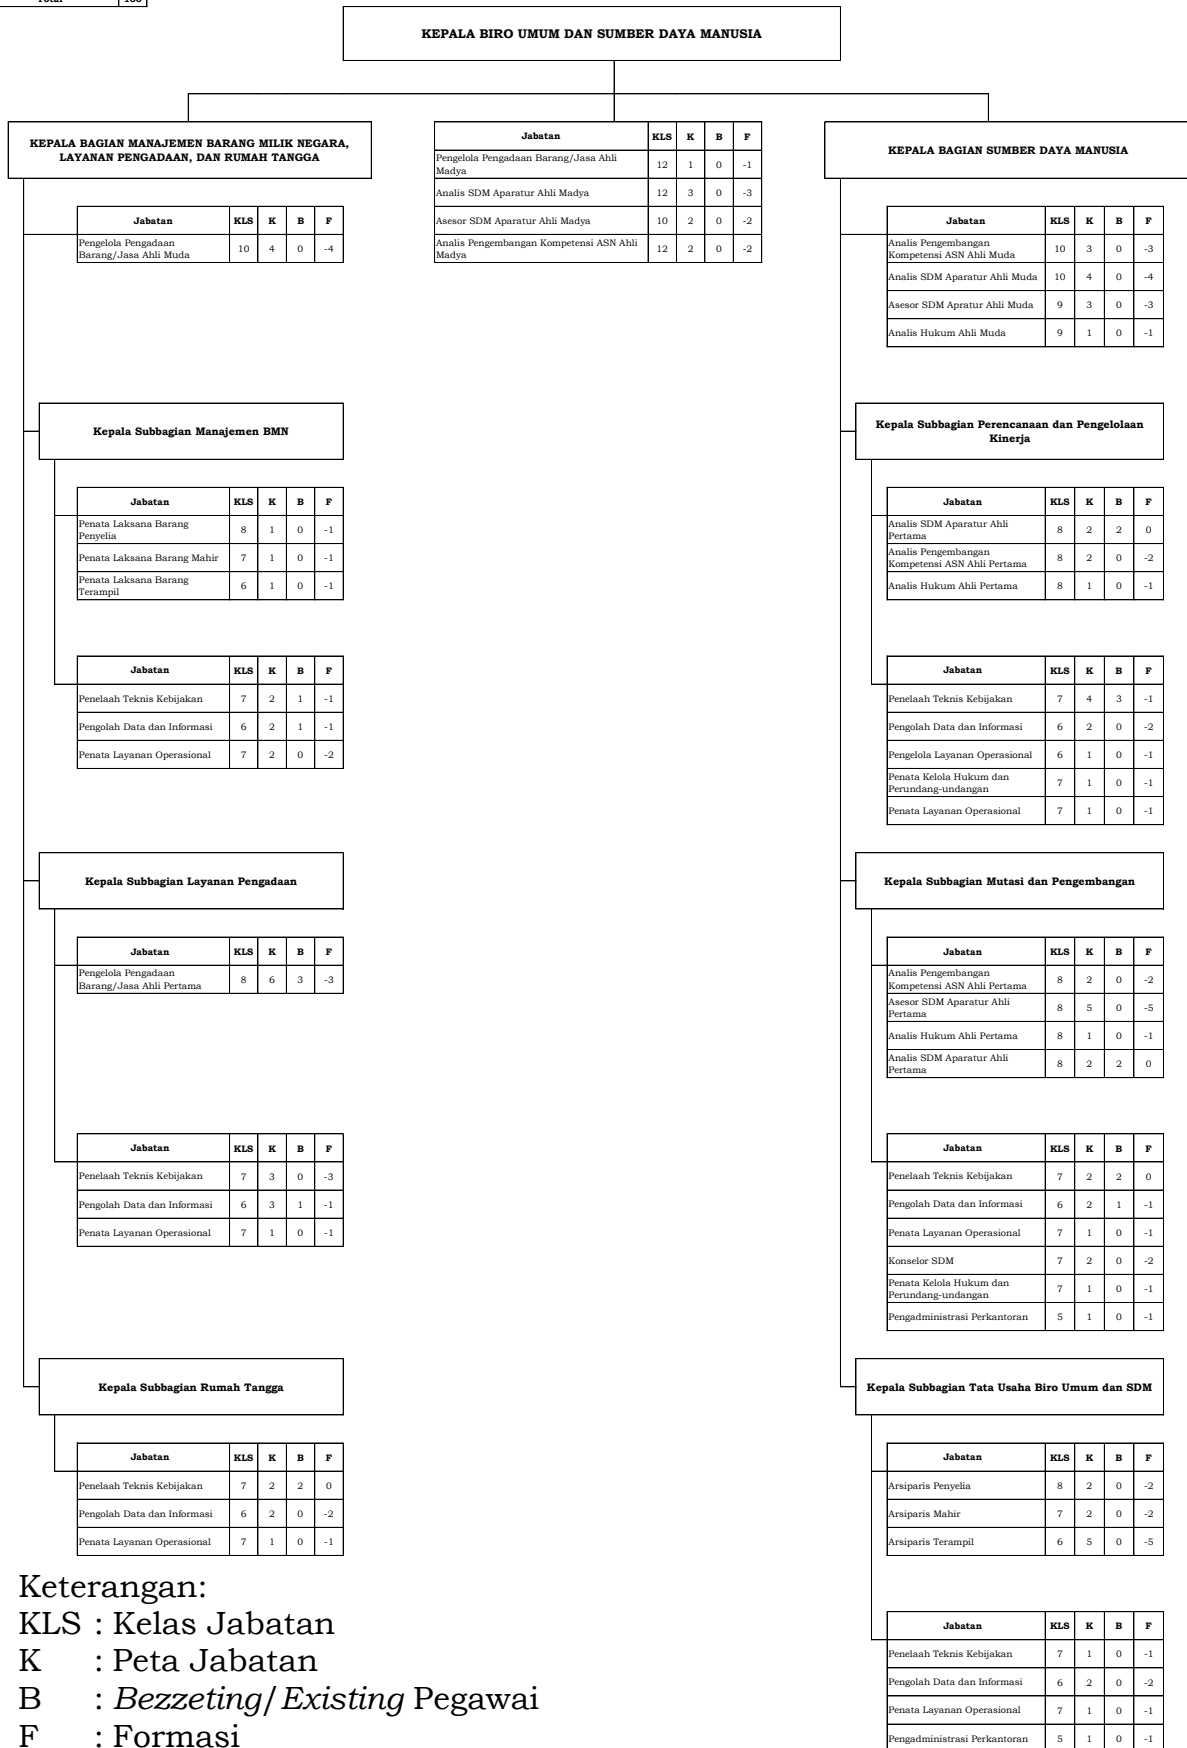 KEPALA BIRO UMUM DAN SUMBER DAYA MANUSIA
KEPALA BAGIAN MANAJEMEN BARANG MILIK NEGARA,
LAYANAN PENGADAAN, DAN RUMAH TANGGA
Jabatan KLS K B F
Pengelola Pengadaan
Barang/Jasa Ahli Muda 10 4 0 -4
Kepala Subbagian Manajemen BMN
Jabatan KLS K B F
Penata Laksana Barang
Penyelia 8 1 0 -1
Penata Laksana Barang Mahir 7 1 0 -1
Penata Laksana Barang
Terampil 6 1 0 -1
Jabatan KLS K B F
Penelaah Teknis Kebijakan 7 2 1 -1
Pengolah Data dan Informasi 6 2 1 -1
Penata Layanan Operasional 7 2 0 -2
Kepala Subbagian Layanan Pengadaan
Jabatan KLS K B F
Pengelola Pengadaan
Barang/Jasa Ahli Pertama 8 6 3 -3
Jabatan KLS K B F
Penelaah Teknis Kebijakan 7 3 0 -3
Pengolah Data dan Informasi 6 3 1 -1
Penata Layanan Operasional 7 1 0 -1
Kepala Subbagian Rumah Tangga
Jabatan KLS K B F
Penelaah Teknis Kebijakan 7 2 2 0
Pengolah Data dan Informasi 6 2 0 -2
Penata Layanan Operasional 7 1 0 -1
Jabatan KLS K B F
Pengelola Pengadaan Barang/Jasa Ahli
Madya 12 1 0 -1
Analis SDM Aparatur Ahli Madya 12 3 0 -3
Asesor SDM Aparatur Ahli Madya 10 2 0 -2
Analis Pengembangan Kompetensi ASN Ahli
Madya 12 2 0 -2
KEPALA BAGIAN SUMBER DAYA MANUSIA
Jabatan KLS K B F
Analis Pengembangan
Kompetensi ASN Ahli Muda 10 3 0 -3
Analis SDM Aparatur Ahli Muda 10 4 0 -4
Asesor SDM Apratur Ahli Muda 9 3 0 -3
Analis Hukum Ahli Muda 9 1 0 -1
Kepala Subbagian Perencanaan dan Pengelolaan
Kinerja
Jabatan KLS K B F
Analis SDM Aparatur Ahli
Pertama 8 2 2 0
Analis Pengembangan
Kompetensi ASN Ahli Pertama 8 2 0 -2
Analis Hukum Ahli Pertama 8 1 0 -1
Jabatan KLS K B F
Penelaah Teknis Kebijakan 7 4 3 -1
Pengolah Data dan Informasi 6 2 0 -2
Pengelola Layanan Operasional 6 1 0 -1
Penata Kelola Hukum dan
Perundang-undangan 7 1 0 -1
Penata Layanan Operasional 7 1 0 -1
Kepala Subbagian Mutasi dan Pengembangan
Jabatan KLS K B F
Analis Pengembangan
Kompetensi ASN Ahli Pertama 8 2 0 -2
Asesor SDM Aparatur Ahli
Pertama 8 5 0 -5
Analis Hukum Ahli Pertama 8 1 0 -1
Analis SDM Aparatur Ahli
Pertama 8 2 2 0
Jabatan KLS K B F
Penelaah Teknis Kebijakan 7 2 2 0
Pengolah Data dan Informasi 6 2 1 -1
Penata Layanan Operasional 7 1 0 -1
Konselor SDM 7 2 0 -2
Penata Kelola Hukum dan
Perundang-undangan 7 1 0 -1
Pengadministrasi Perkantoran 5 1 0 -1
Kepala Subbagian Tata Usaha Biro Umum dan SDM
Jabatan KLS K B F
Arsiparis Penyelia 8 2 0 -2
Arsiparis Mahir 7 2 0 -2
Arsiparis Terampil 6 5 0 -5
Jabatan KLS K B F
Penelaah Teknis Kebijakan 7 1 0 -1
Pengolah Data dan Informasi 6 2 0 -2
Penata Layanan Operasional 7 1 0 -1
Pengadministrasi Perkantoran 5 1 0 -1
Keterangan:
KLS : Kelas Jabatan
K : Peta Jabatan
B : Bezzeting/Existing Pegawai
F : Formasi